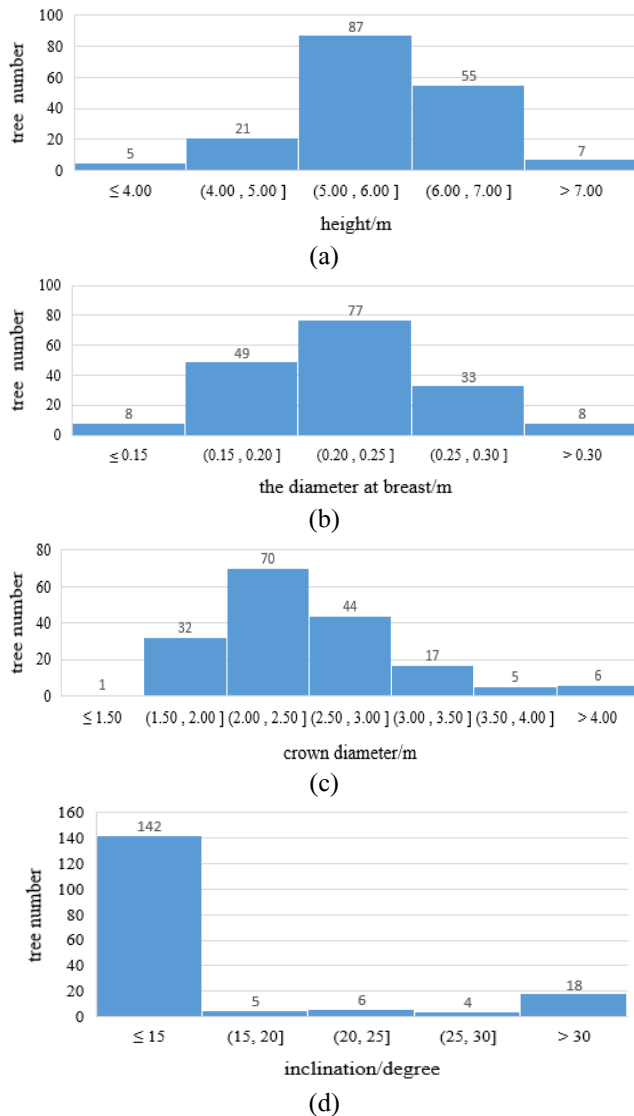 tree number
100
80
60
40
20
0
5
21
87
55
7
≤ 4.00
(4.00 , 5.00 ]
(5.00 , 6.00 ]
(6.00 , 7.00 ]
> 7.00
height/m
(a)
tree number
100
80
60
40
20
0
8
49
77
33
8
≤ 0.15
(0.15 , 0.20 ]
(0.20 , 0.25 ]
(0.25 , 0.30 ]
> 0.30
the diameter at breast/m
(b)
tree number
80
60
40
20
0
1
32
70
44
17
5
6
≤ 1.50
(1.50 , 2.00 ]
(2.00 , 2.50 ]
(2.50 , 3.00 ]
(3.00 , 3.50 ]
(3.50 , 4.00 ]
> 4.00
crown diameter/m
(c)
tree number
160
140
120
100
80
60
40
20
0
142
5
6
4
18
≤ 15
(15, 20]
(20, 25]
(25, 30]
> 30
inclination/degree
(d)